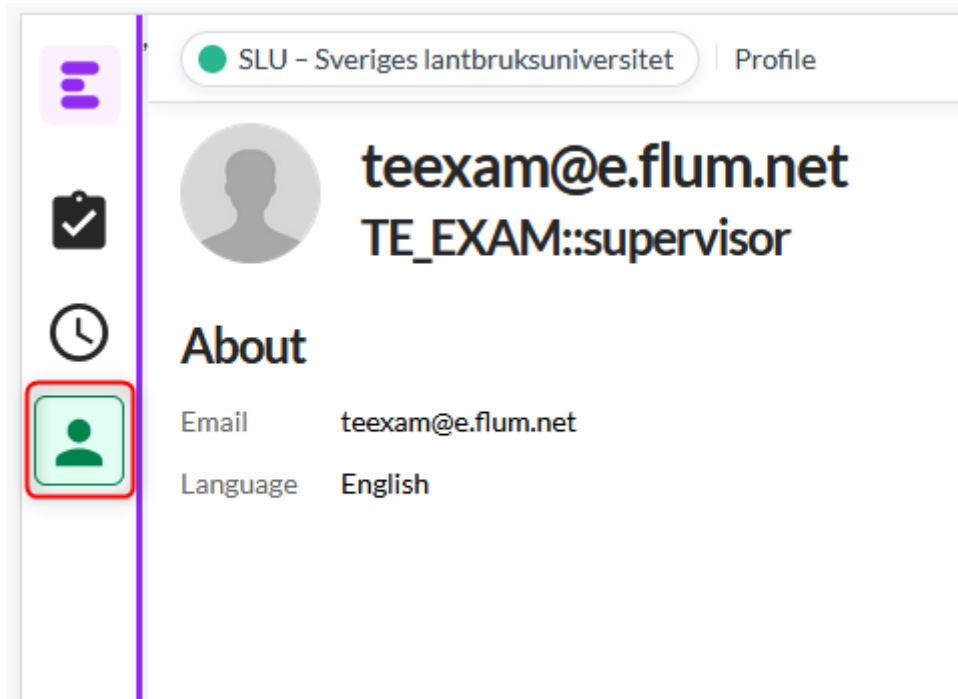 SLU – Sveriges lantbruksuniversitet Profile
teexam@e.flum.net
TE_EXAM::supervisor
About
Email teexam@e.flum.net
Language English